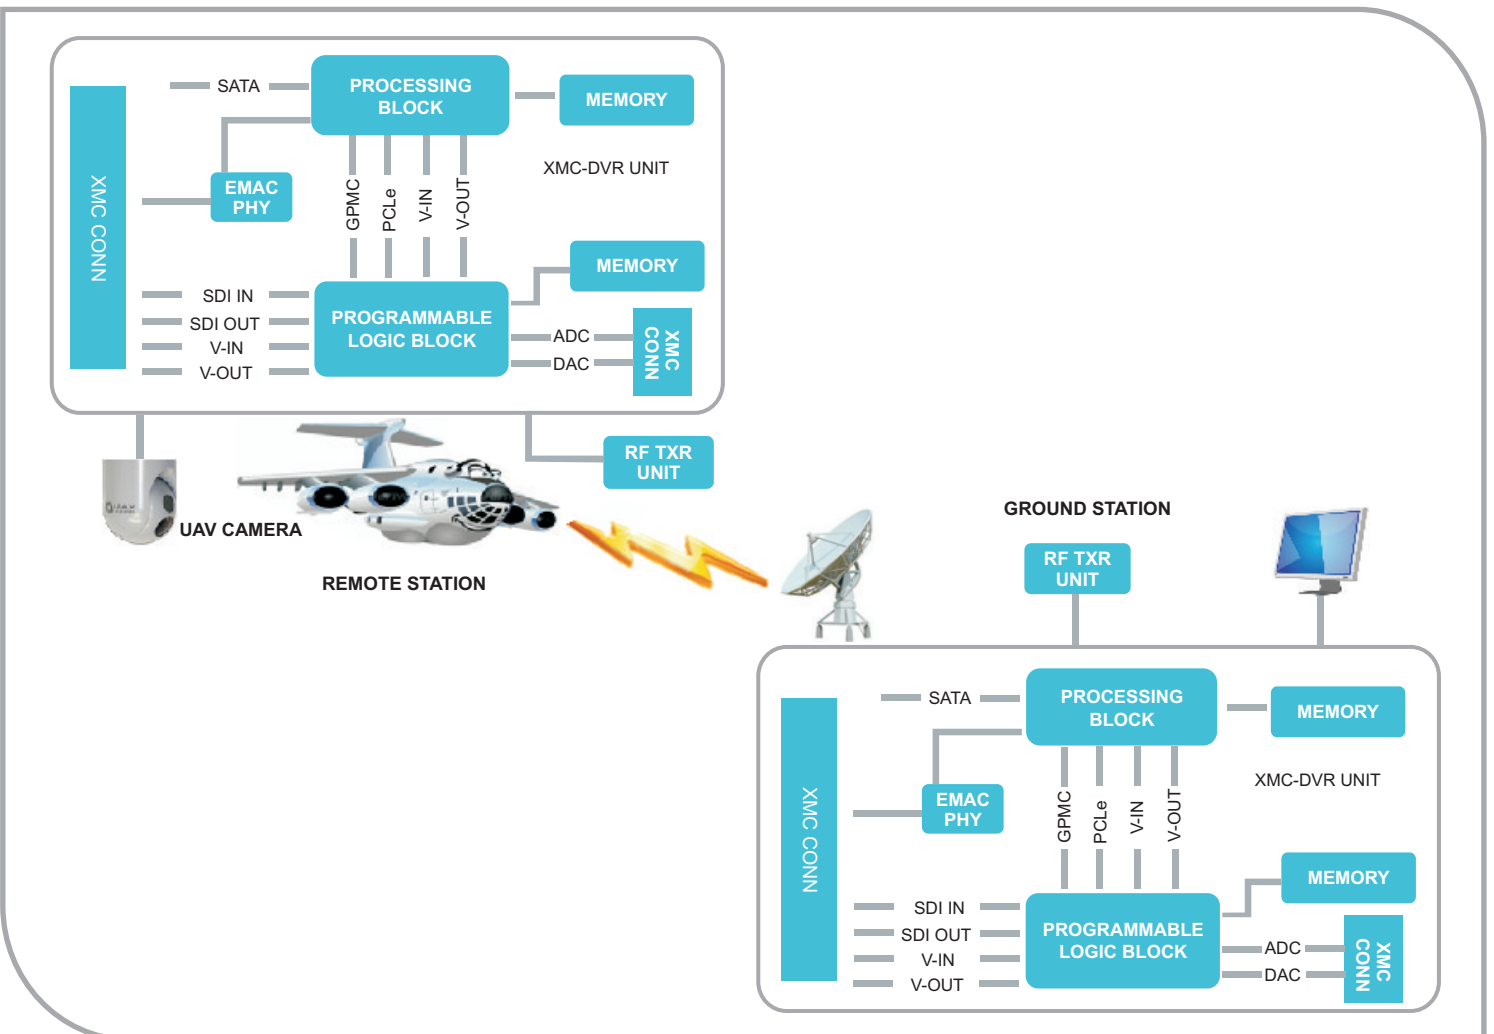 SATA
PROCESSING
BLOCK
MEMORY
XMC-DVR UNIT
XMC CONN
EMAC
PHY
GPMC
PCLe
V-IN
V-OUT
MEMORY
SDI IN
SDI OUT
V-IN
V-OUT
PROGRAMMABLE
LOGIC BLOCK
ADC
DAC
XMC
CONN
RF TXR
UNIT
UAV CAMERA
REMOTE STATION
GROUND STATION
RF TXR
UNIT
SATA
PROCESSING
BLOCK
MEMORY
XMC-DVR UNIT
XMC CONN
EMAC
PHY
GPMC
PCLe
V-IN
V-OUT
MEMORY
SDI IN
SDI OUT
V-IN
V-OUT
PROGRAMMABLE
LOGIC BLOCK
ADC
DAC
XMC
CONN